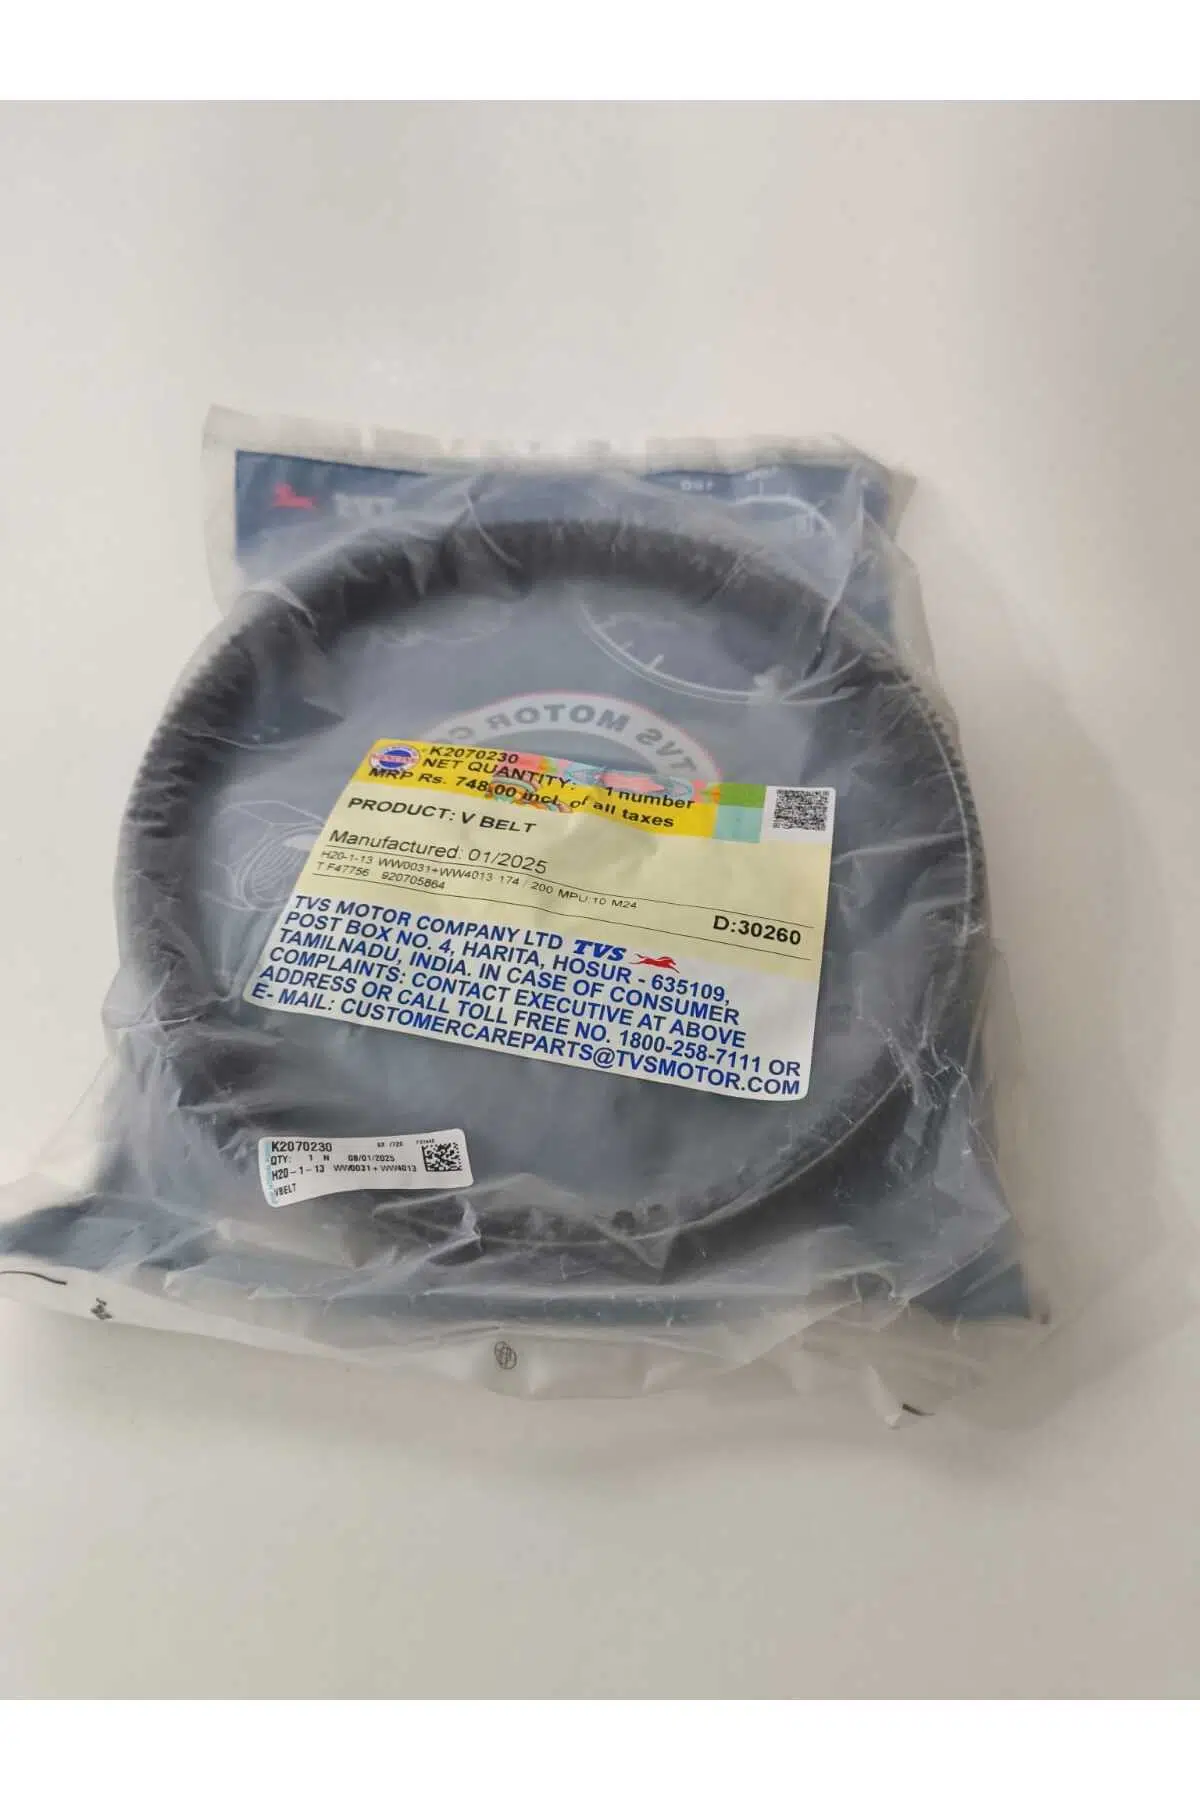 K2070230
NET QUANTITY: 1 number
MRP Rs. 748.00 incl. of all taxes
PRODUCT: V BELT
Manufactured: 01/2025
H20-1-13 WW0031+WW4013 174 / 200 MPU:10 M24
T F47756 920705864
D:30260
TVS MOTOR COMPANY LTD TVS
POST BOX NO. 4, HARITA, HOSUR - 635109,
TAMILNADU, INDIA. IN CASE OF CONSUMER
COMPLAINTS: CONTACT EXECUTIVE AT ABOVE
ADDRESS OR CALL TOLL FREE NO. 1800-258-7111 OR
E- MAIL: CUSTOMERCAREPARTS@TVSMOTOR.COM
K2070230
QTY: 1 N 08/01/2025
H20-1-13 WW0031+WW4013
VBELT
TVS MOTOR
TVS